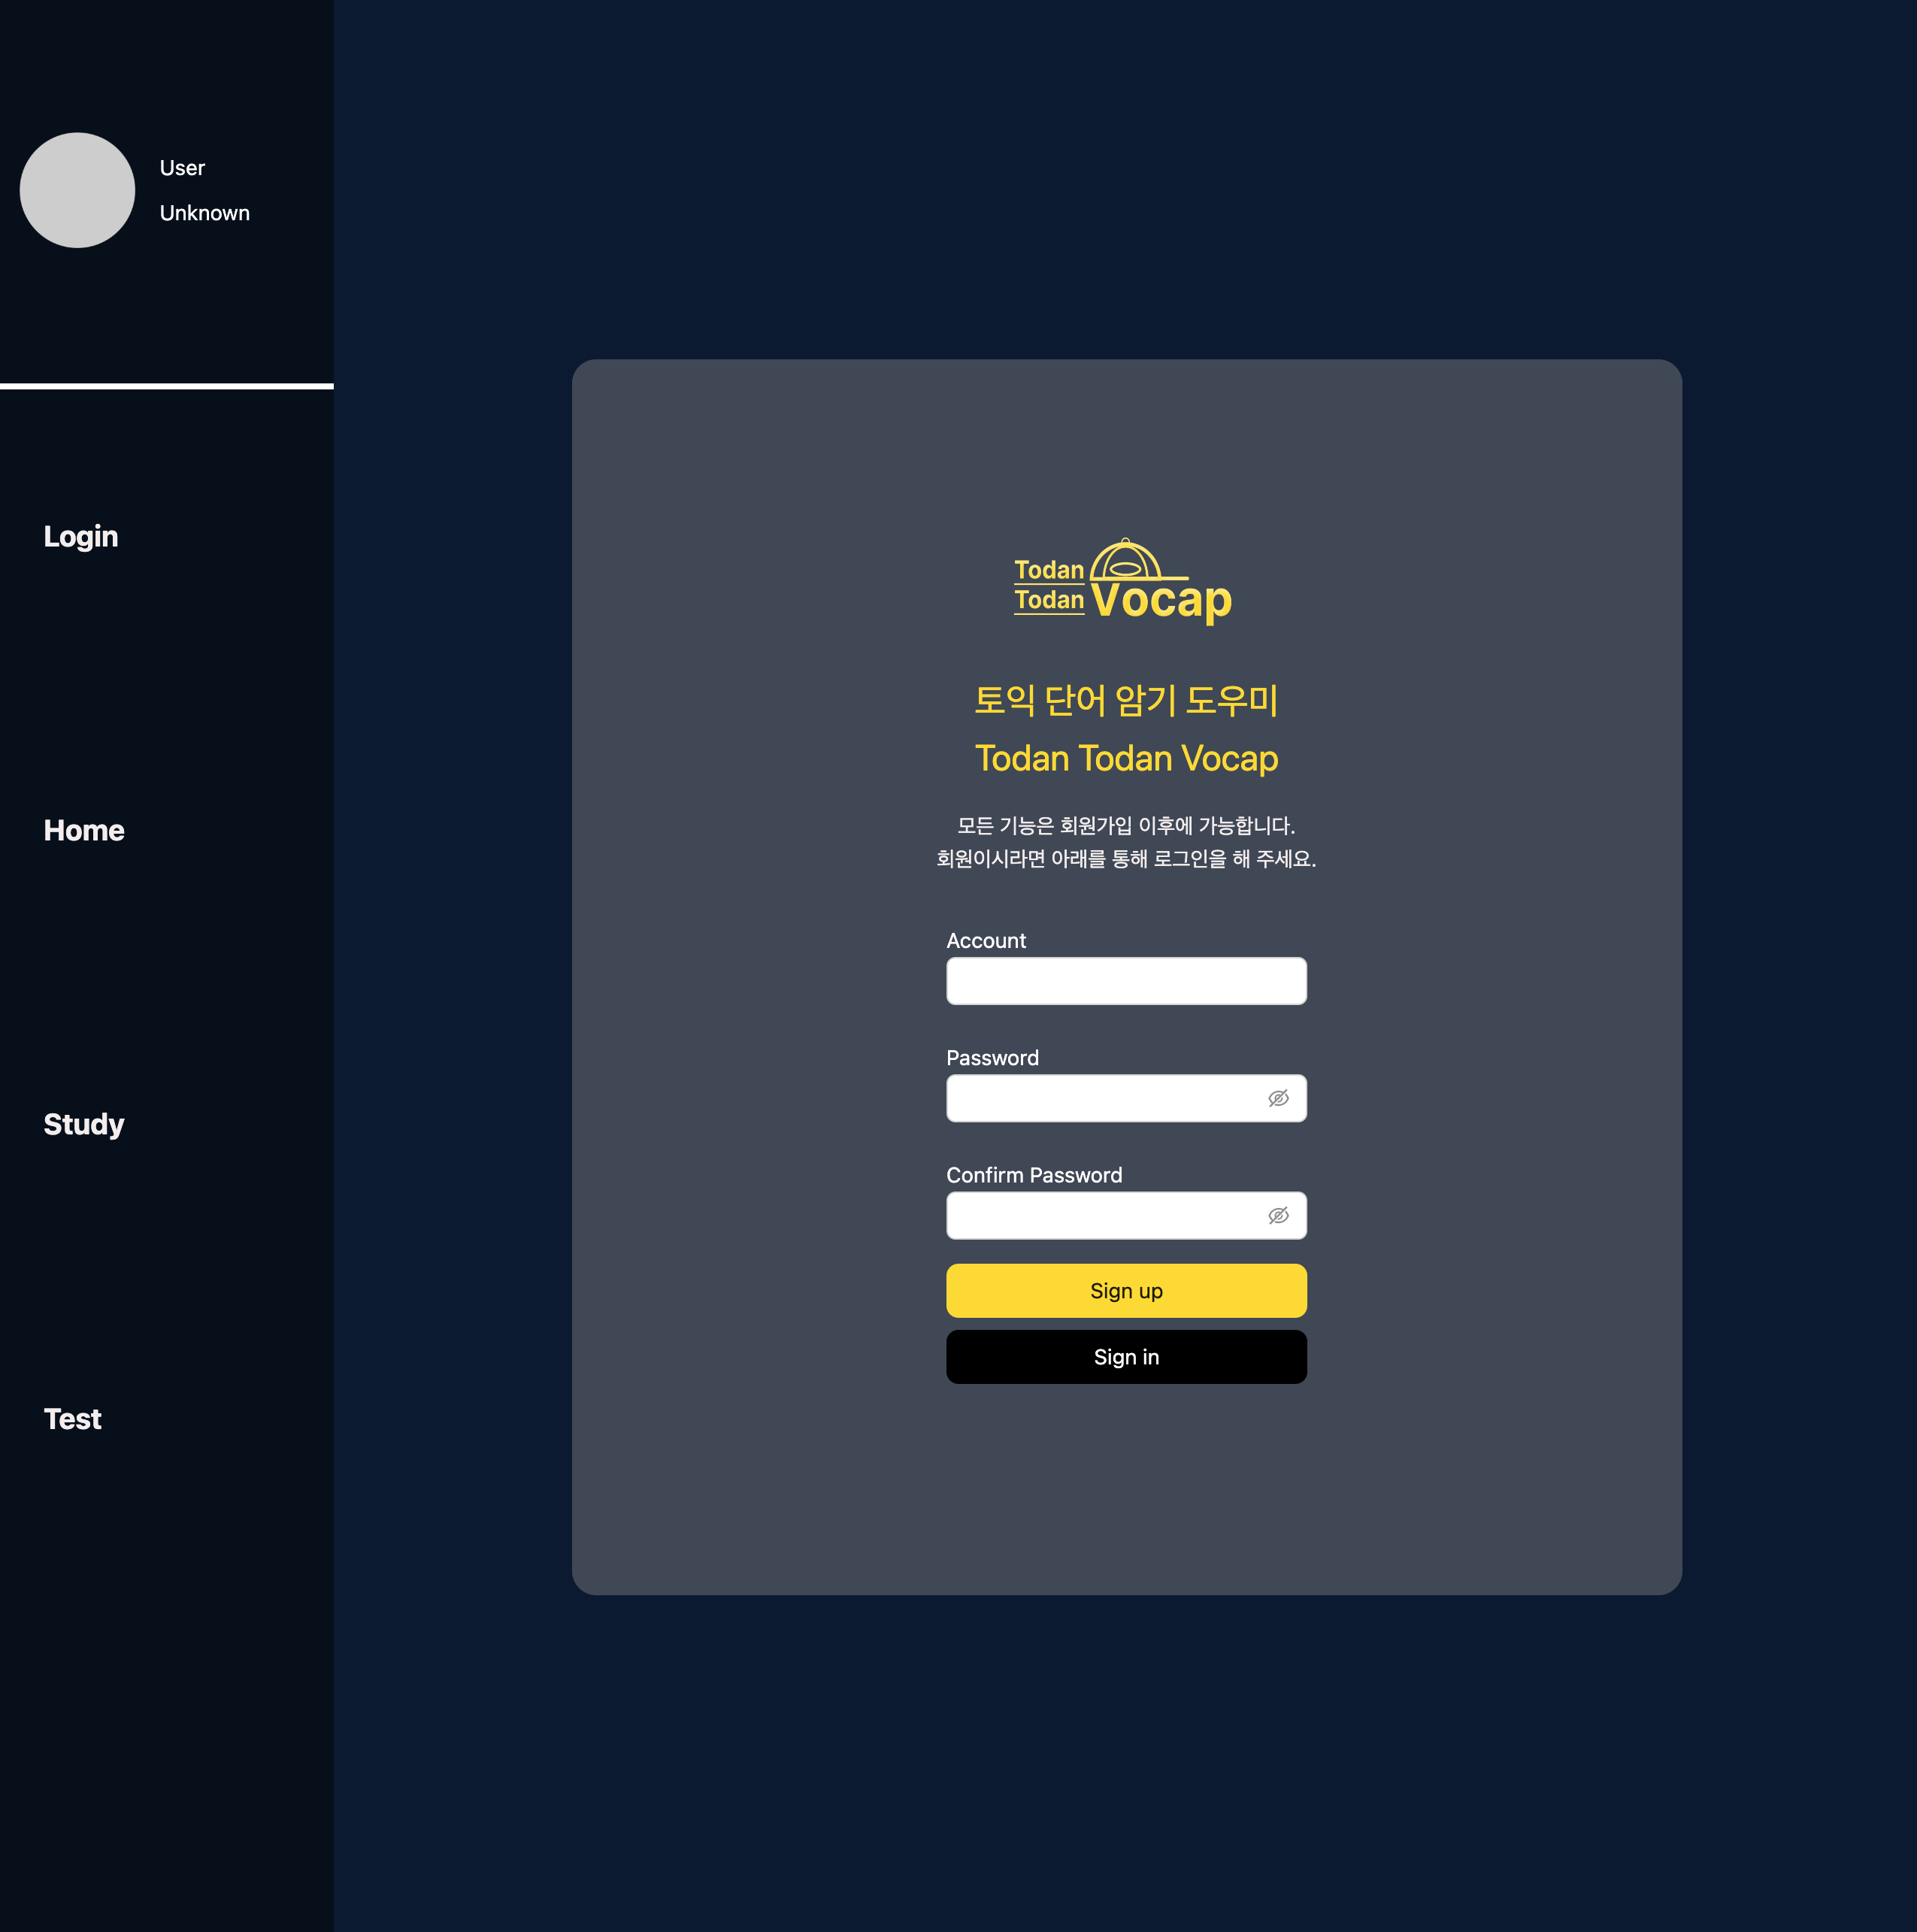 User
Unknown
Login
Home
Study
Test
Todan
Todan
Vocap
토익 단어 암기 도우미
Todan Todan Vocap
모든 기능은 회원가입 이후에 가능합니다.
회원이시라면 아래를 통해 로그인을 해 주세요.
Account
Password
Confirm Password
Sign up
Sign in